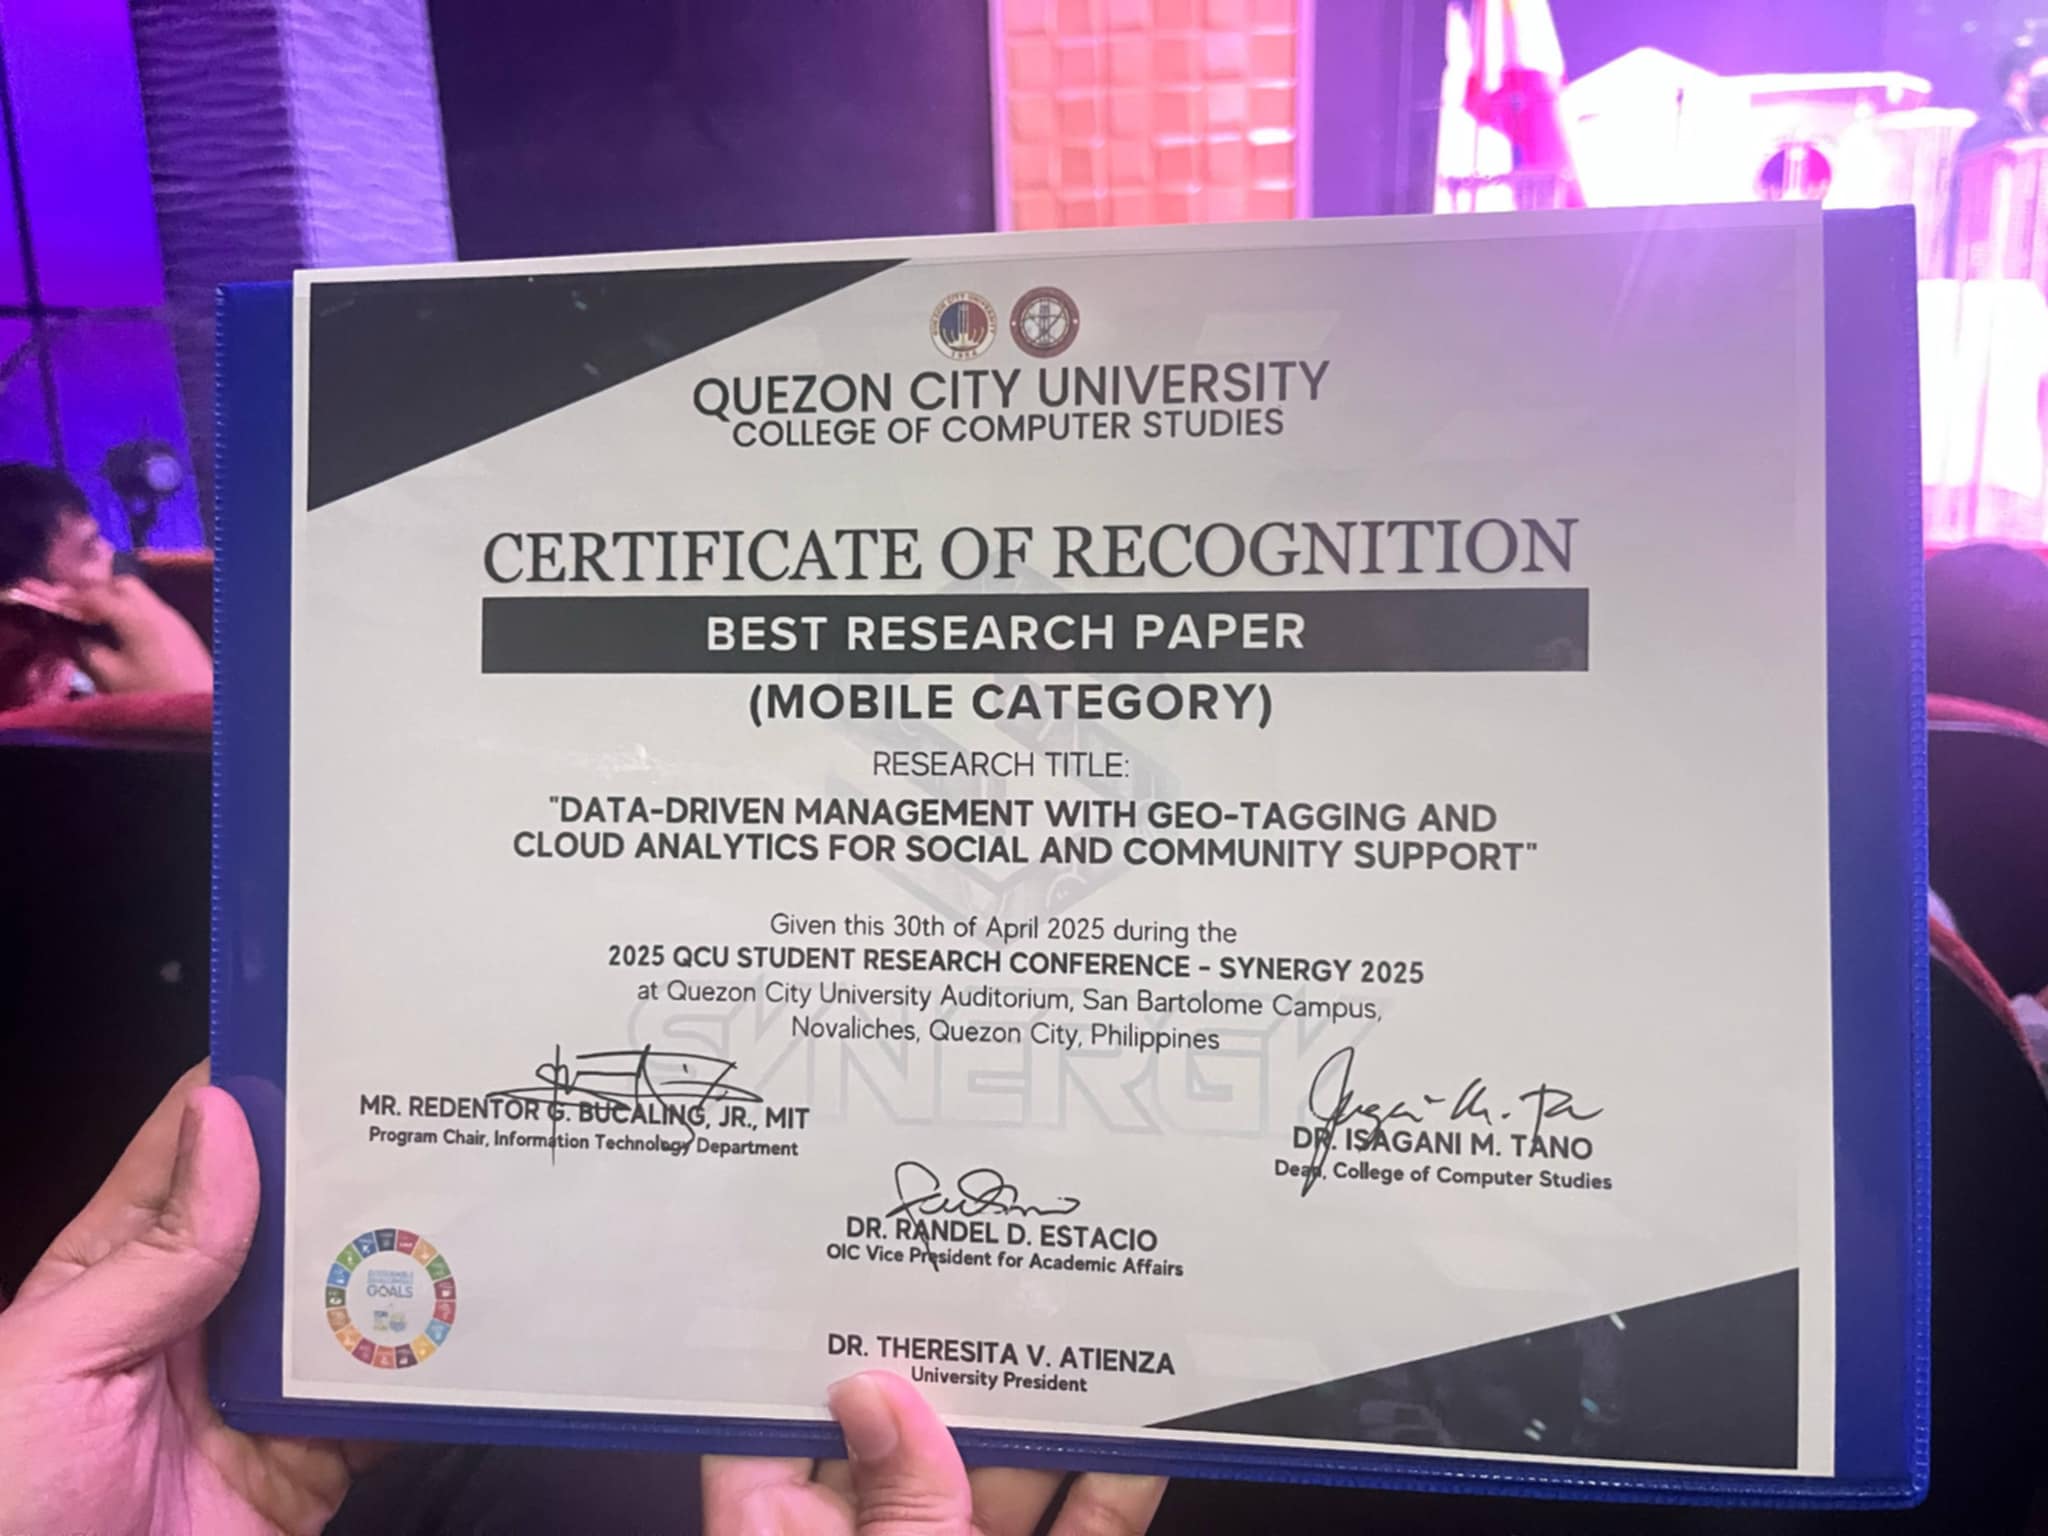 QUEZON CITY UNIVERSITY
COLLEGE OF COMPUTER STUDIES
CERTIFICATE OF RECOGNITION
BEST RESEARCH PAPER
(MOBILE CATEGORY)
RESEARCH TITLE:
"DATA-DRIVEN MANAGEMENT WITH GEO-TAGGING AND
CLOUD ANALYTICS FOR SOCIAL AND COMMUNITY SUPPORT"
Given this 30th of April 2025 during the
2025 QCU STUDENT RESEARCH CONFERENCE - SYNERGY 2025
at Quezon City University Auditorium, San Bartolome Campus,
Novaliches, Quezon City, Philippines
SYNERGY
MR. REDENTOR G. BUCALING, JR., MIT
Program Chair, Information Technology Department
DR. ISAGANI M. TANO
Dean, College of Computer Studies
DR. RANDEL D. ESTACIO
OIC Vice President for Academic Affairs
GOALS
DR. THERESITA V. ATIENZA
University President